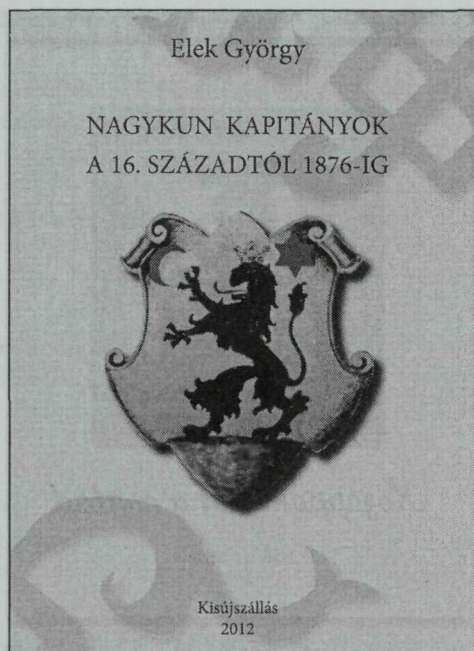 Elek György
NAGYKUN KAPITÁNYOK
A 16. SZÁZADTÓL 1876-IG
Kisújszállás
2012